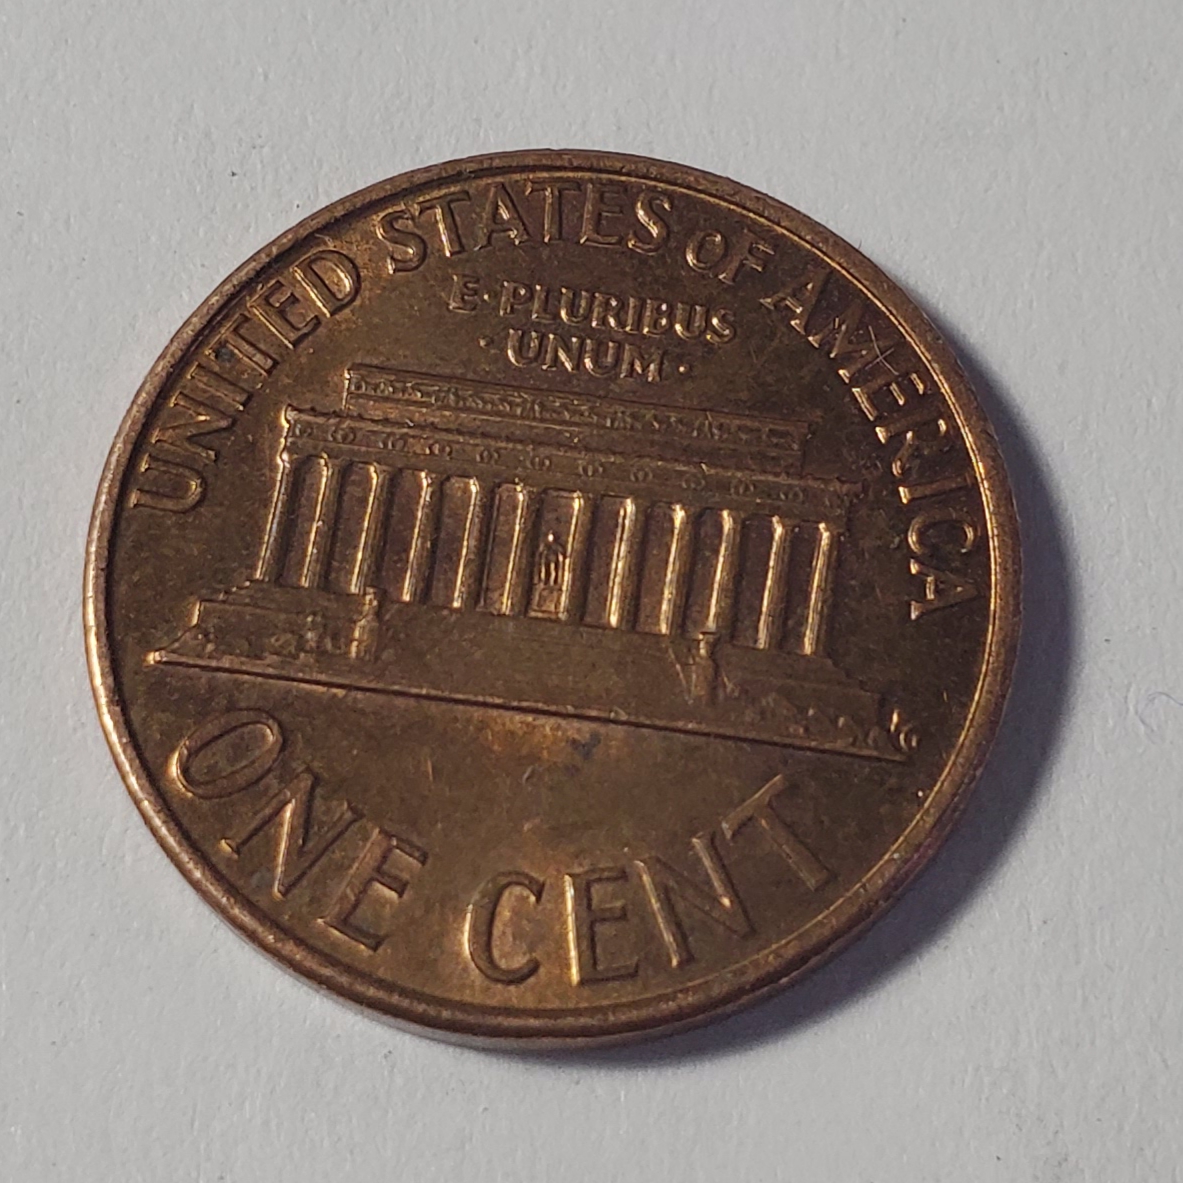 UNITED STATES OF AMERICA
E·PLURIBUS
·UNUM·
ONE CENT